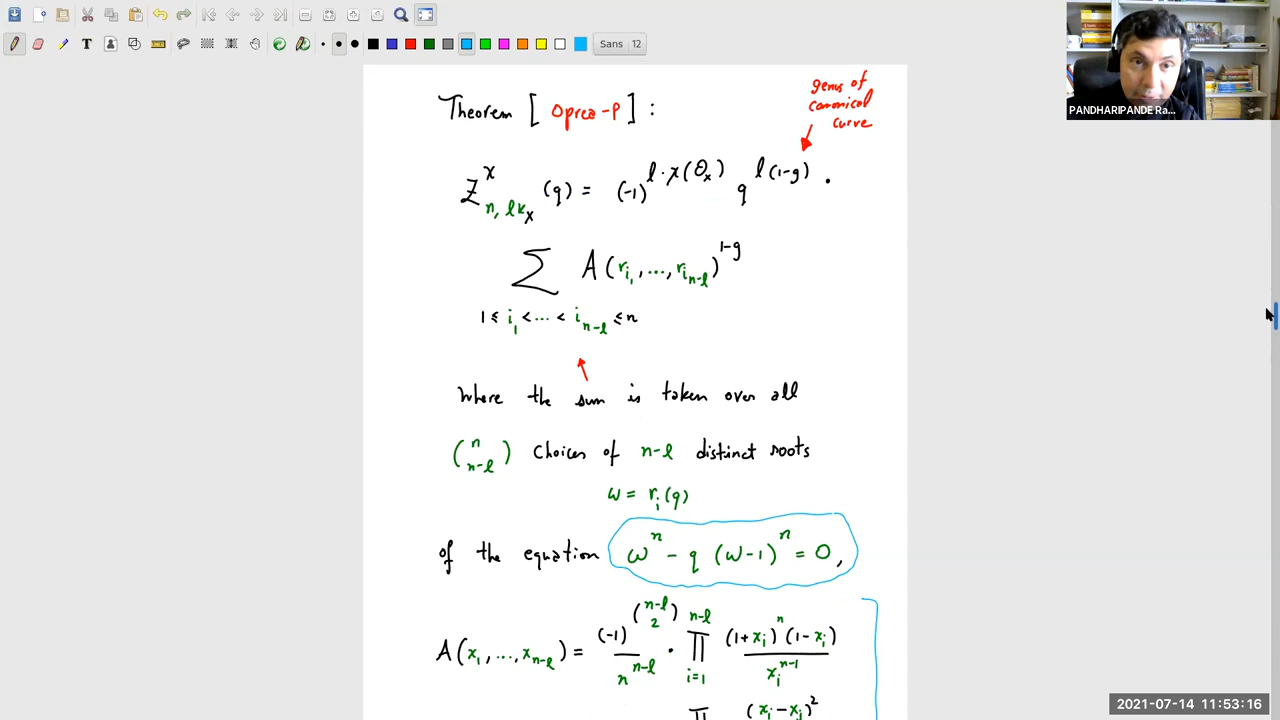 Sans 12
PANDHARIPANDE Ra...
genus of
canonical
curve
Theorem [ Oprea-P ] :
Z^X_{n, lK_X} (q) = (-1)^{l·χ(O_X)} q^{l(1-g)} ·
∑_{1 ≤ i_1 < ... < i_{n-l} ≤ n} A(r_{i_1}, ..., r_{i_{n-l}})^{1-g}
where the sum is taken over all
(n n-l) choices of n-l distinct roots
ω = r_i(q)
of the equation ω^n - q (ω-1)^n = 0,
A(x_1, ..., x_{n-l}) = (-1)^{(n-l 2)} / n^{n-l} · ∏_{i=1}^{n-l} (1+x_i)^n (1-x_i) / x_i^{n-1}
∏ (x_i - x_j)^2
2021-07-14 11:53:16